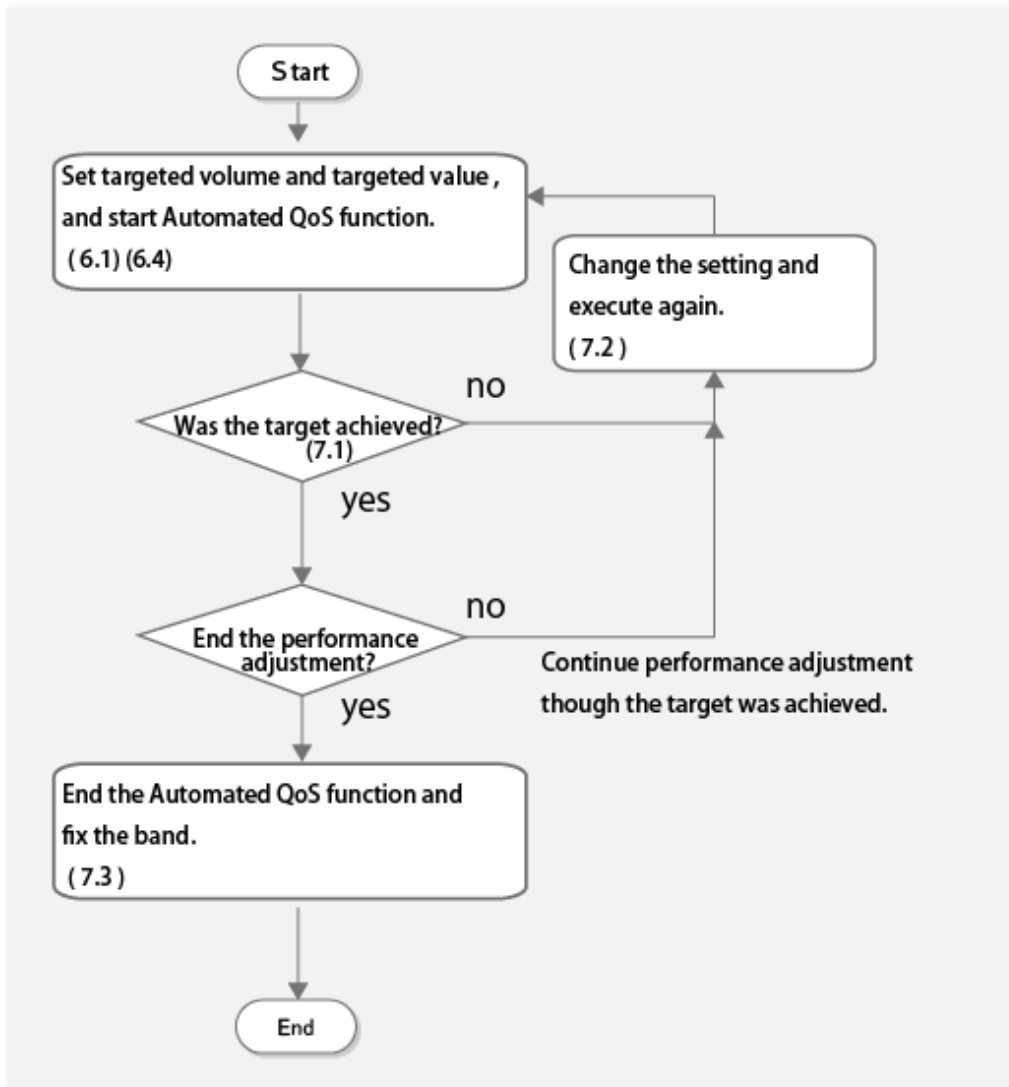 Start
Set targeted volume and targeted value ,
and start Automated QoS function.
( 6.1) (6.4)
Change the setting and
execute again.
( 7.2 )
no
Was the target achieved?
(7.1)
yes
no
End the performance
adjustment?
Continue performance adjustment
though the target was achieved.
yes
End the Automated QoS function and
fix the band.
( 7.3 )
End